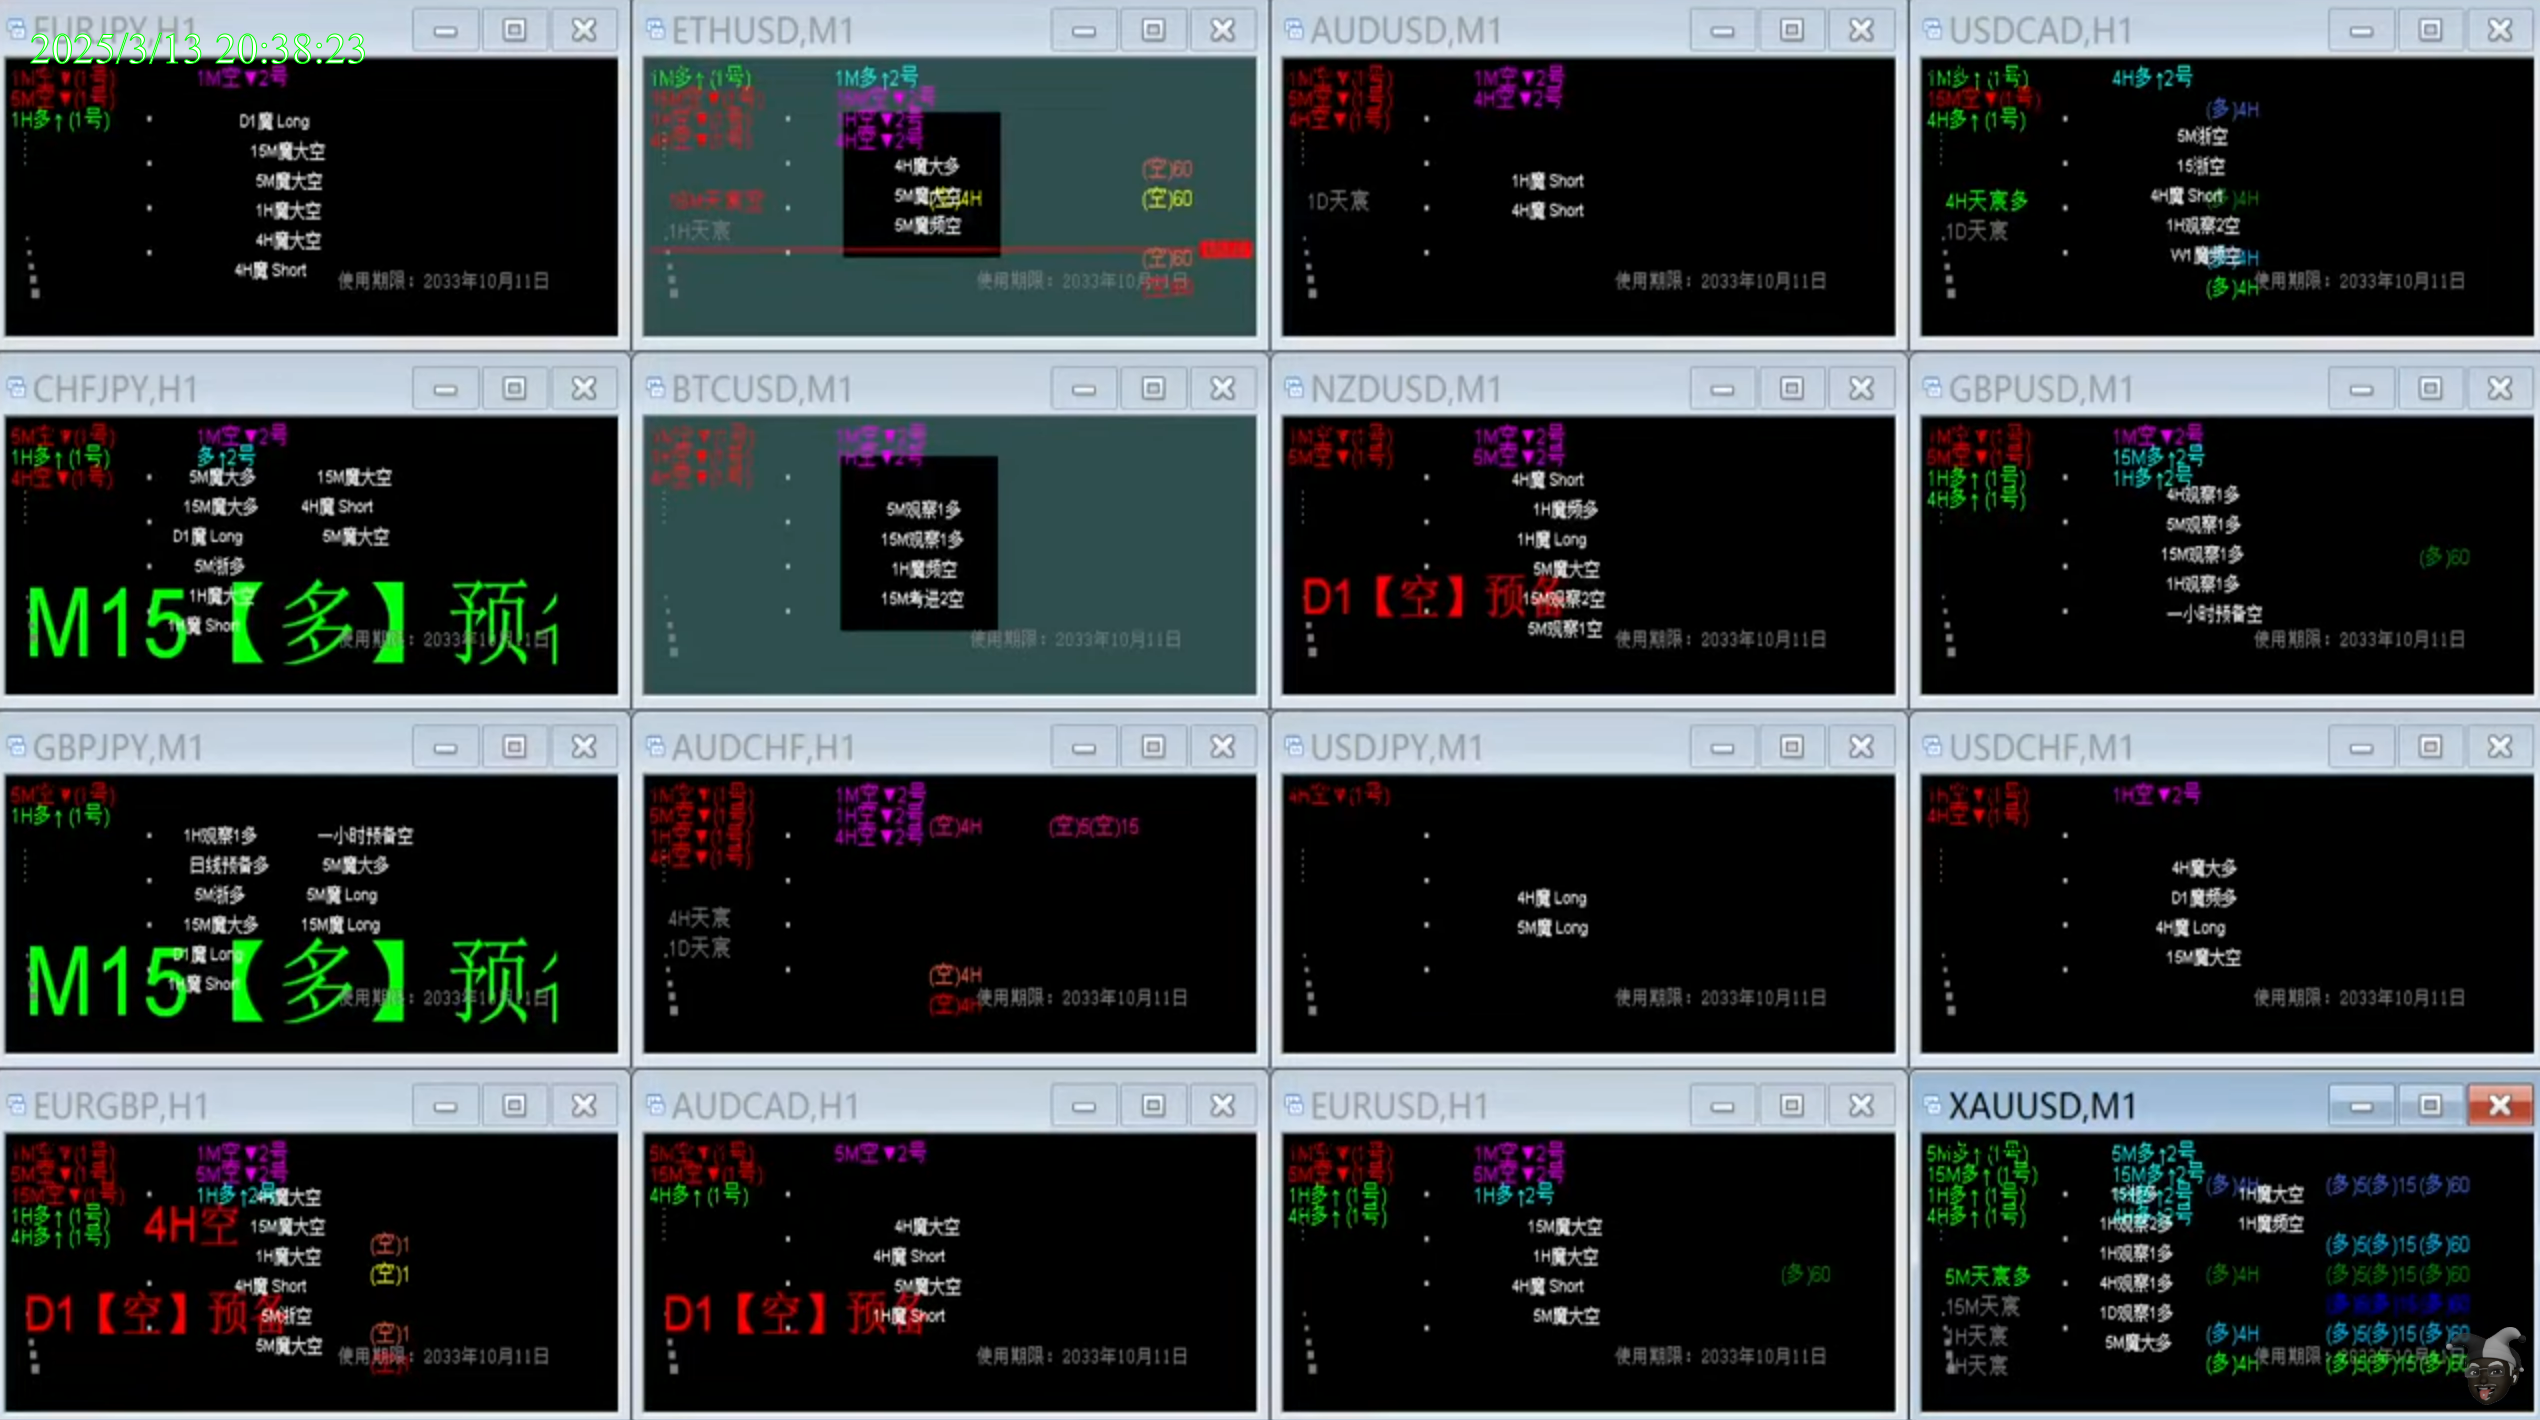 EURJPY,H1
2025/3/13 20:38:23
1M空▼(1号) 1M空▼2号
5M空▼(1号)
1H多↑(1号)
D1魔 Long
15M魔大空
5M魔大空
1H魔大空
4H魔大空
4H魔 Short
使用期限：2033年10月11日
ETHUSD,M1
1M多↑(1号) 1M多↑2号
15M空▼(1号) 15M空▼2号
1H空▼(1号) 1H空▼2号
4H空▼(1号) 4H空▼2号
4H魔大多 (空)60
15M天宸空 5M魔大空 4H (空)60
1H天宸 5M魔频空
(空)60
使用期限：2033年10月11日
AUDUSD,M1
1M空▼(1号) 1M空▼2号
5M空▼(1号) 4H空▼2号
4H空▼(1号)
1H魔 Short
1D天宸
4H魔 Short
使用期限：2033年10月11日
USDCAD,H1
1M多↑(1号) 4H多↑2号
15M空▼(1号)
4H多↑(1号) (多)4H
5M浙空
15浙空
4H魔 Short
4H天宸多
1D天宸 1H观察2空
W1魔频空
(多)4H
使用期限：2033年10月11日
CHFJPY,H1
5M空▼(1号) 1M空▼2号
1H多↑(1号) 多↑2号
4H空▼(1号) 5M魔大多 15M魔大空
15M魔大多 4H魔 Short
D1魔 Long 5M魔大空
5M浙多
1H魔大空
1H魔 Short
M15【多】预
使用期限：2033年10月11日
BTCUSD,M1
1M空▼(1号) 1M空▼2号
1H空▼2号
4H空▼(1号)
5M观察1多
15M观察1多
1H魔频空
15M考进2空
使用期限：2033年10月11日
NZDUSD,M1
1M空▼(1号) 1M空▼2号
5M空▼(1号) 5M空▼2号
4H魔 Short
1H魔频多
1H魔 Long
5M魔大空
D1【空】预备
15M观察2空
5M观察1空
使用期限：2033年10月11日
GBPUSD,M1
1M空▼(1号) 1M空▼2号
5M空▼(1号) 15M多↑2号
1H多↑(1号) 1H多↑2号
4H多↑(1号) 4H观察1多
5M观察1多
15M观察1多 (多)60
1H观察1多
一小时预备空
使用期限：2033年10月11日
GBPJPY,M1
5M空▼(1号)
1H多↑(1号)
1H观察1多 一小时预备空
日线预备多 5M魔大多
5M浙多 5M魔 Long
15M魔大多 15M魔 Long
D1魔 Long
1H魔 Short
M15【多】预
使用期限：2033年10月11日
AUDCHF,H1
1M空▼(1号) 1M空▼2号
5M空▼(1号) 1H空▼2号
1H空▼(1号) 4H空▼2号 (空)4H (空)5(空)15
4H空▼(1号)
4H天宸
1D天宸
(空)4H
(空)4H
使用期限：2033年10月11日
USDJPY,M1
4H空▼(1号)
4H魔 Long
5M魔 Long
使用期限：2033年10月11日
USDCHF,M1
1H空▼(1号) 1H空▼2号
4H空▼(1号)
4H魔大多
D1魔频多
4H魔 Long
15M魔大空
使用期限：2033年10月11日
EURGBP,H1
1M空▼(1号) 1M空▼2号
5M空▼(1号) 5M空▼2号
15M空▼(1号) 1H多↑2号 4H魔大空
1H多↑(1号) 4H空 15M魔大空
4H多↑(1号) (空)1
1H魔大空
(空)1
4H魔 Short
D1【空】预备
5M浙空
(空)1
5M魔大空
使用期限：2033年10月11日
AUDCAD,H1
5M空▼(1号) 5M空▼2号
15M空▼(1号)
4H多↑(1号)
4H魔大空
4H魔 Short
5M魔大空
D1【空】预备
1H魔 Short
使用期限：2033年10月11日
EURUSD,H1
1M空▼(1号) 1M空▼2号
5M空▼(1号) 5M空▼2号
1H多↑(1号) 1H多↑2号
4H多↑(1号)
15M魔大空
1H魔大空
(多)60
4H魔 Short
5M魔大空
使用期限：2033年10月11日
XAUUSD,M1
5M多↑(1号) 5M多↑2号
15M多↑(1号) 15M多↑2号
1H多↑(1号) (多)4H 1H魔大空 (多)5(多)15(多)60
4H多↑(1号) 1H观察2多 1H魔频空
1H观察1多 (多)5(多)15(多)60
5M天宸多 4H观察1多 (多)4H (多)5(多)15(多)60
15M天宸 1D观察1多
1H天宸 5M魔大多 (多)4H (多)5(多)15(多)60
4H天宸 (多)4H (多)5(多)15(多)60
使用期限：